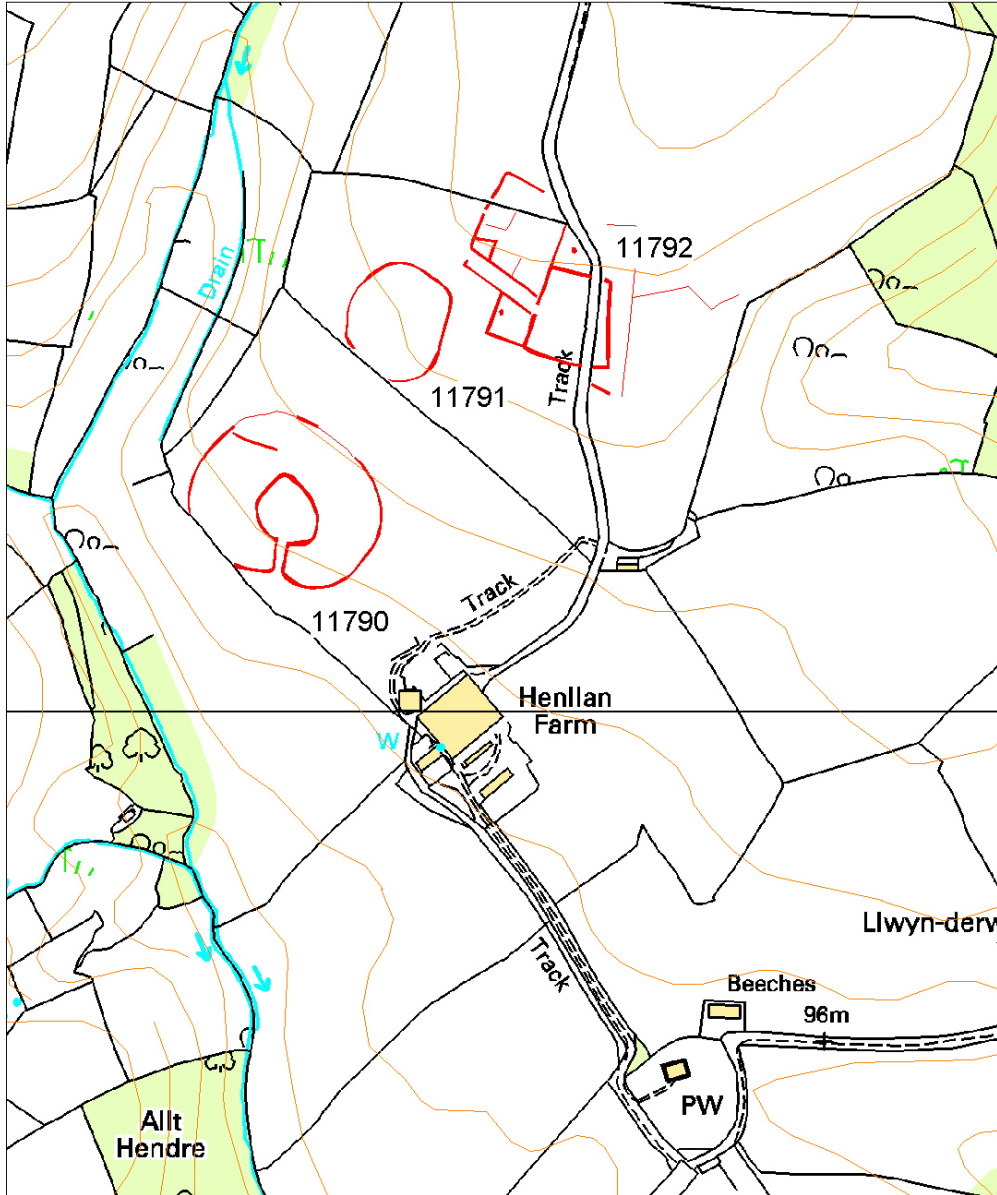 11792
Drain
Track
11791
Track
11790
Henllan
Farm
W
Llwyn-derw
Track
Beeches
96m
PW
Allt
Hendre